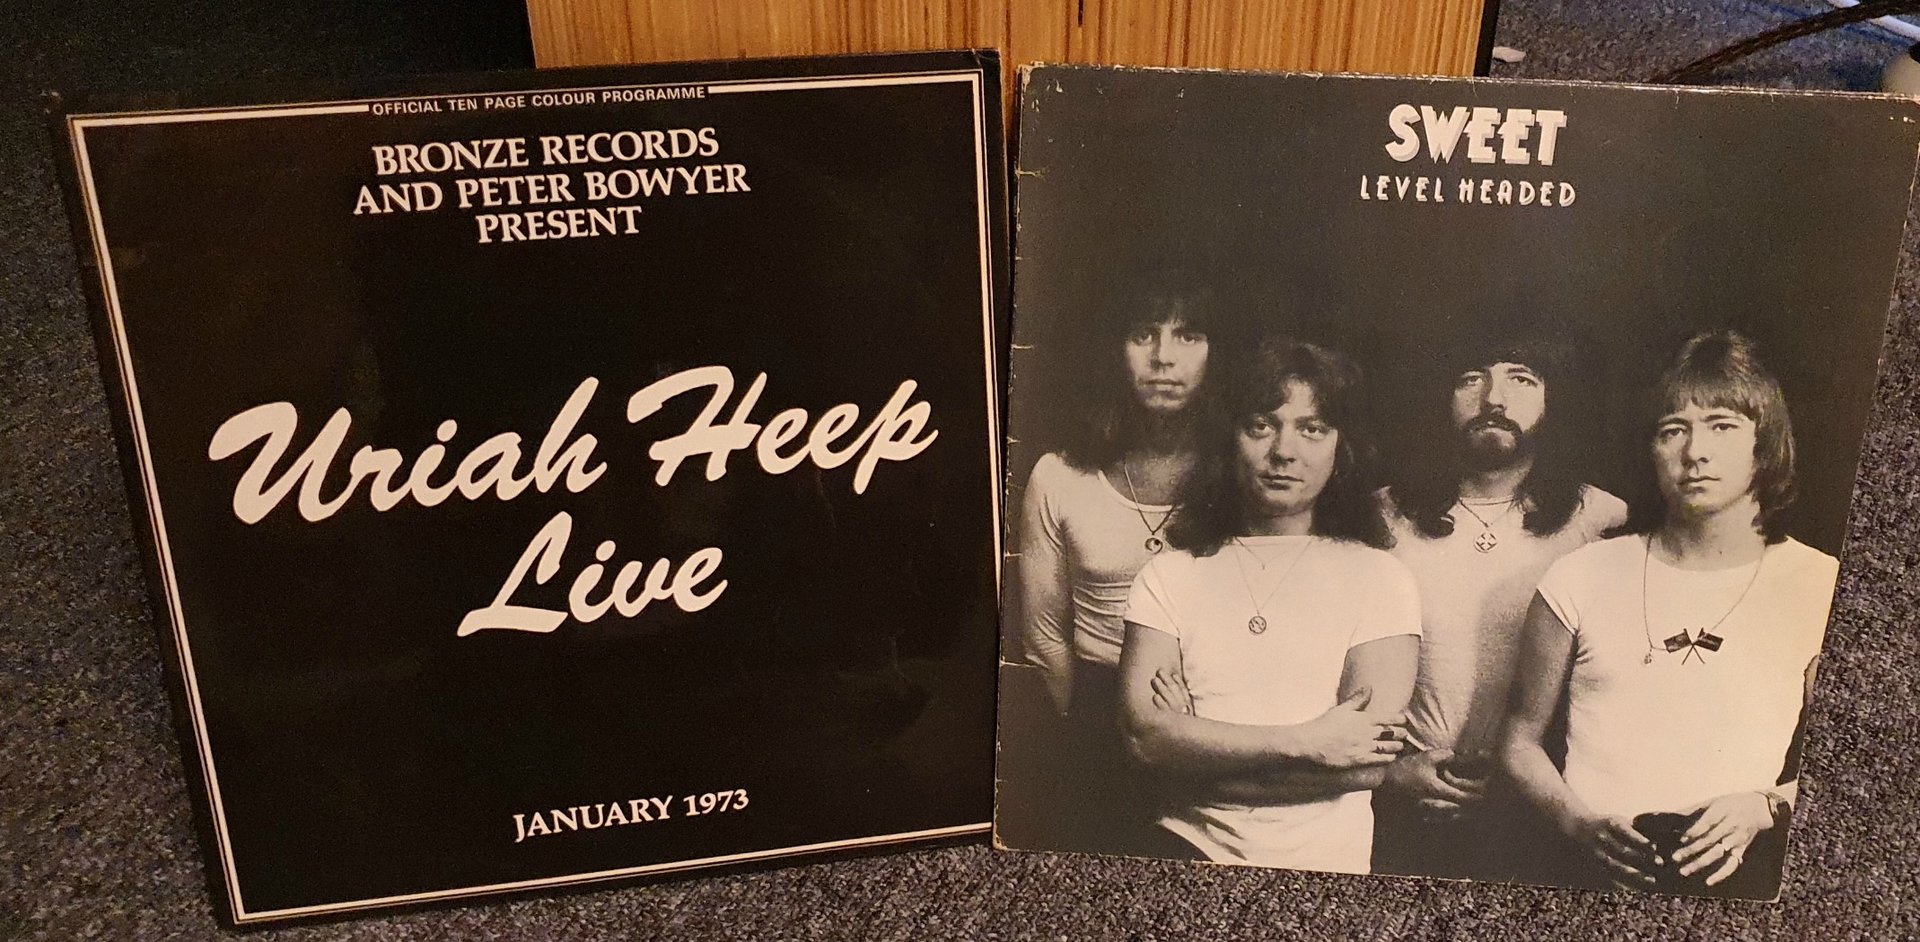 OFFICIAL TEN PAGE COLOUR PROGRAMME
BRONZE RECORDS
AND PETER BOWYER
PRESENT
Uriah Heep
Live
JANUARY 1973
SWEET
LEVEL HEADED